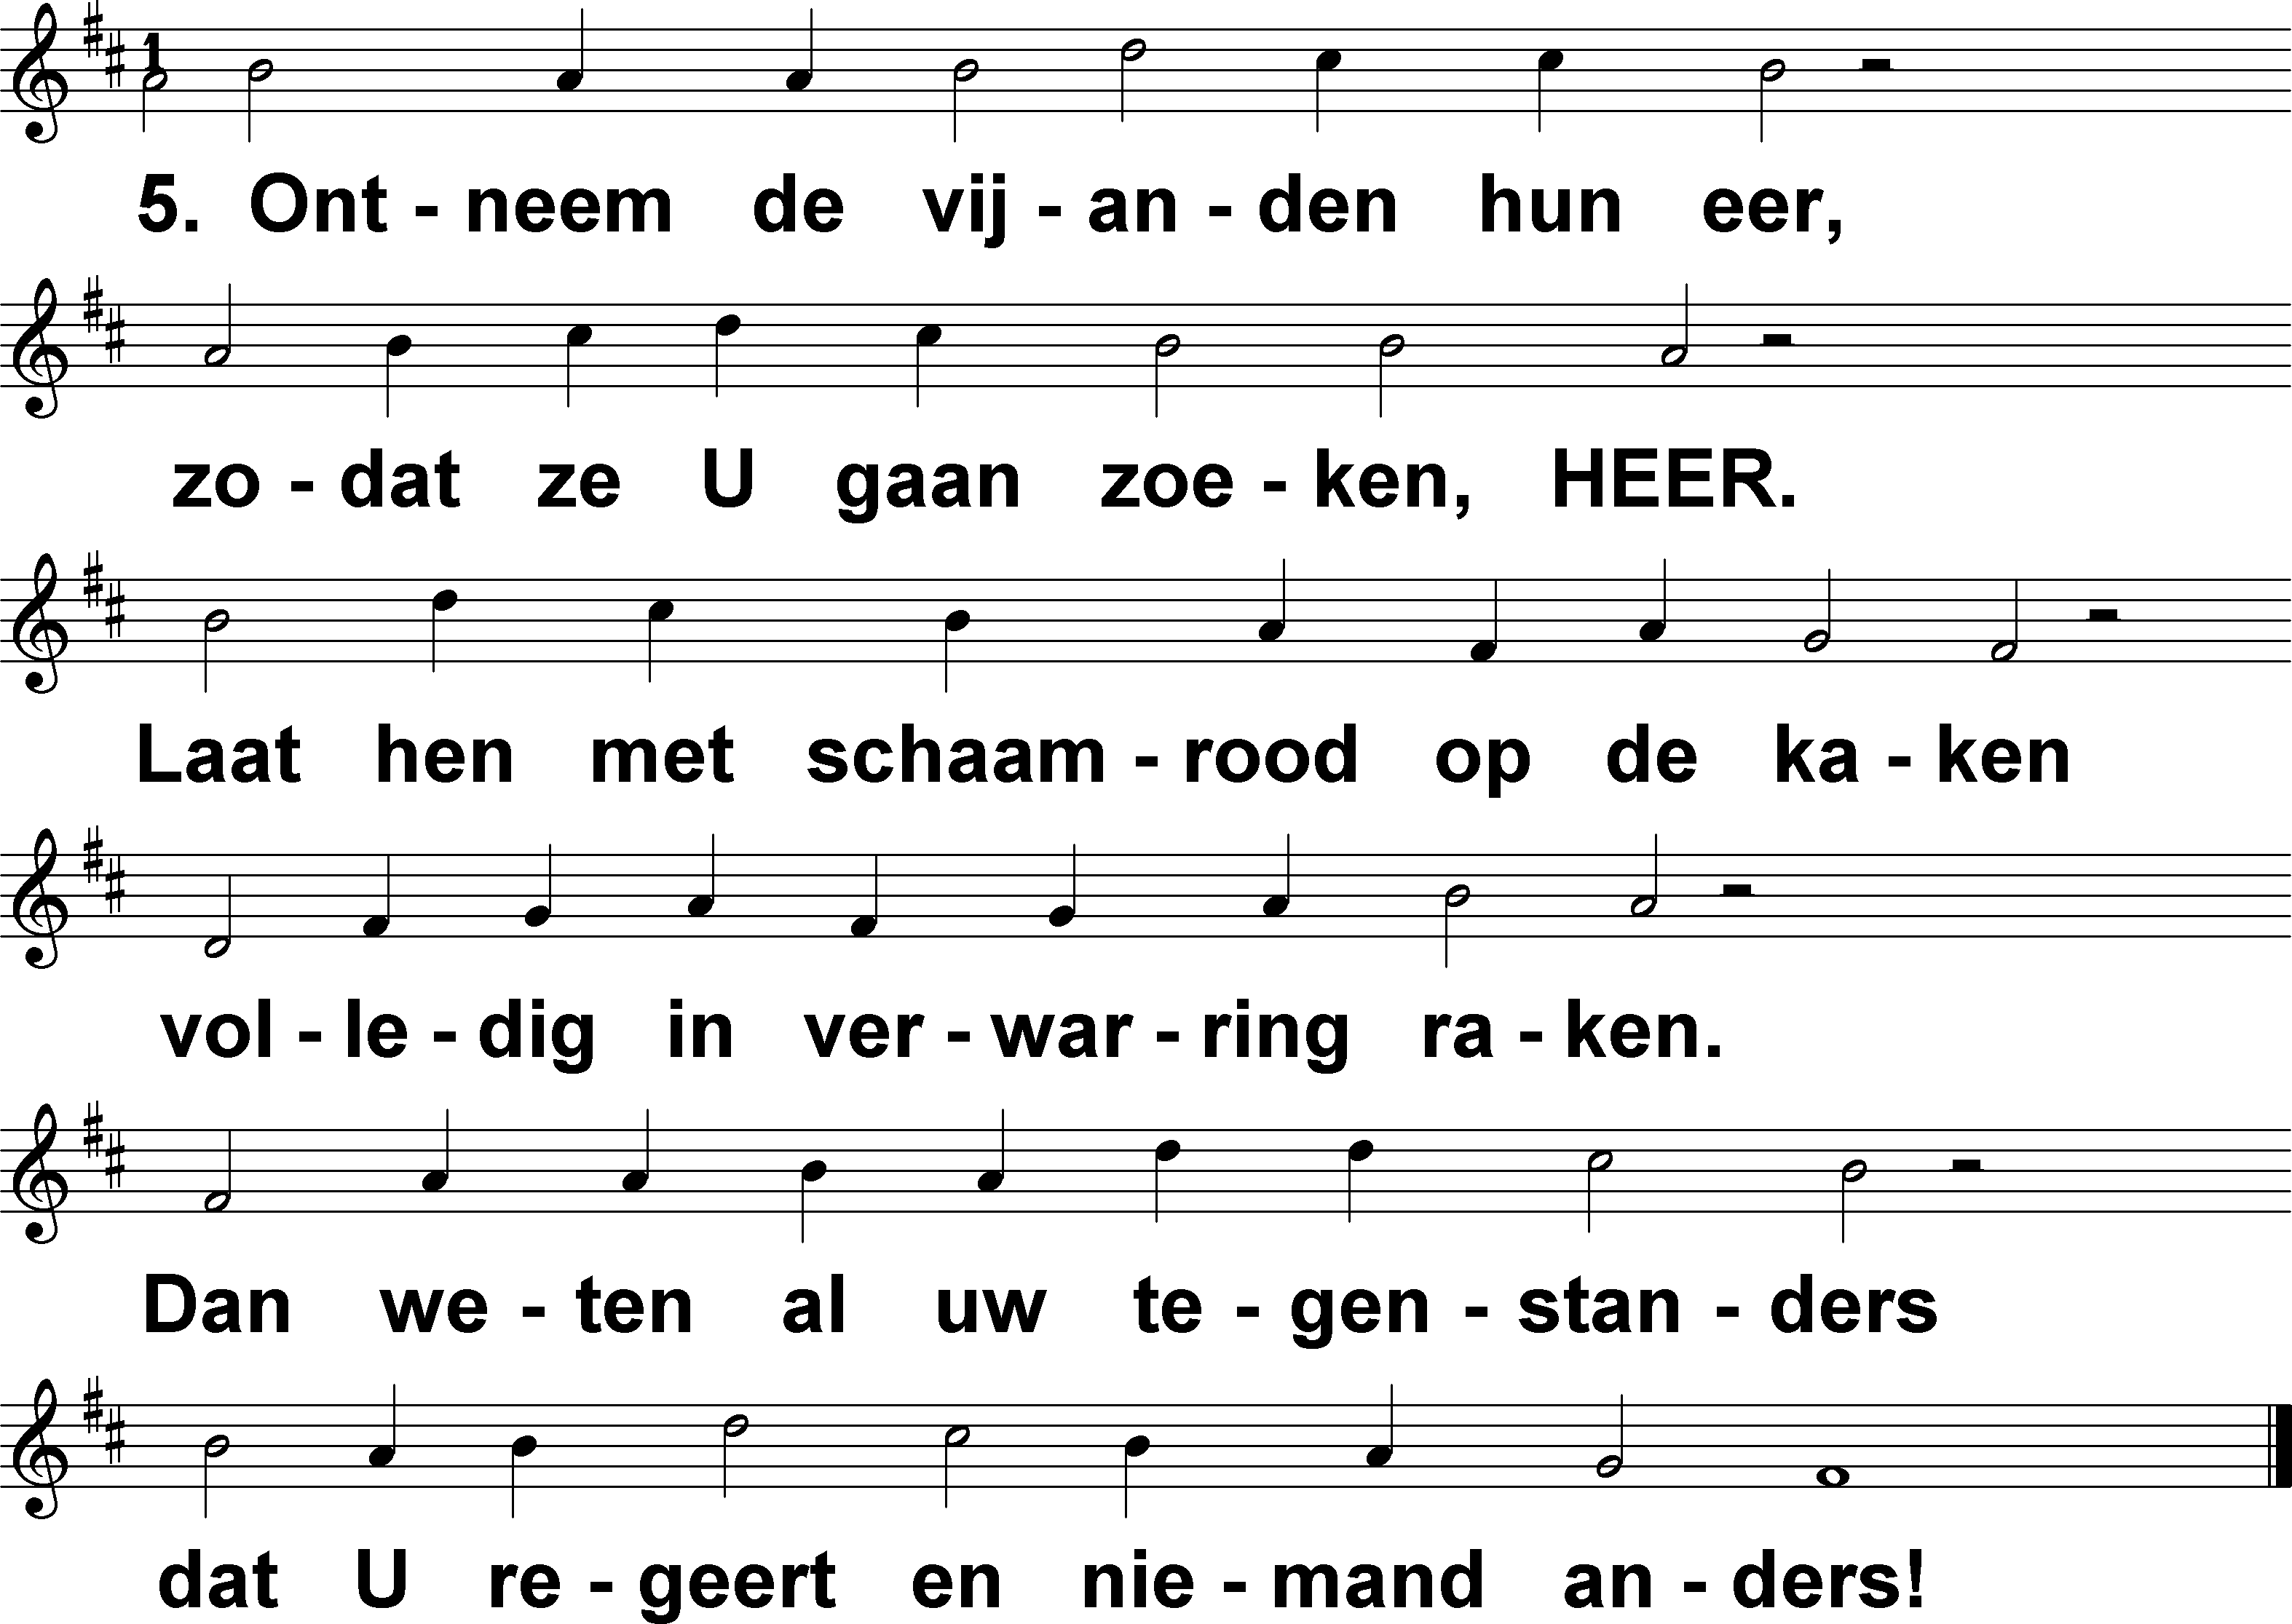 1
5. Ont - neem de vij - an - den hun eer,
zo - dat ze U gaan zoe - ken, HEER.
Laat hen met schaam - rood op de ka - ken
vol - le - dig in ver - war - ring ra - ken.
Dan we - ten al uw te - gen - stan - ders
dat U re - geert en nie - mand an - ders!